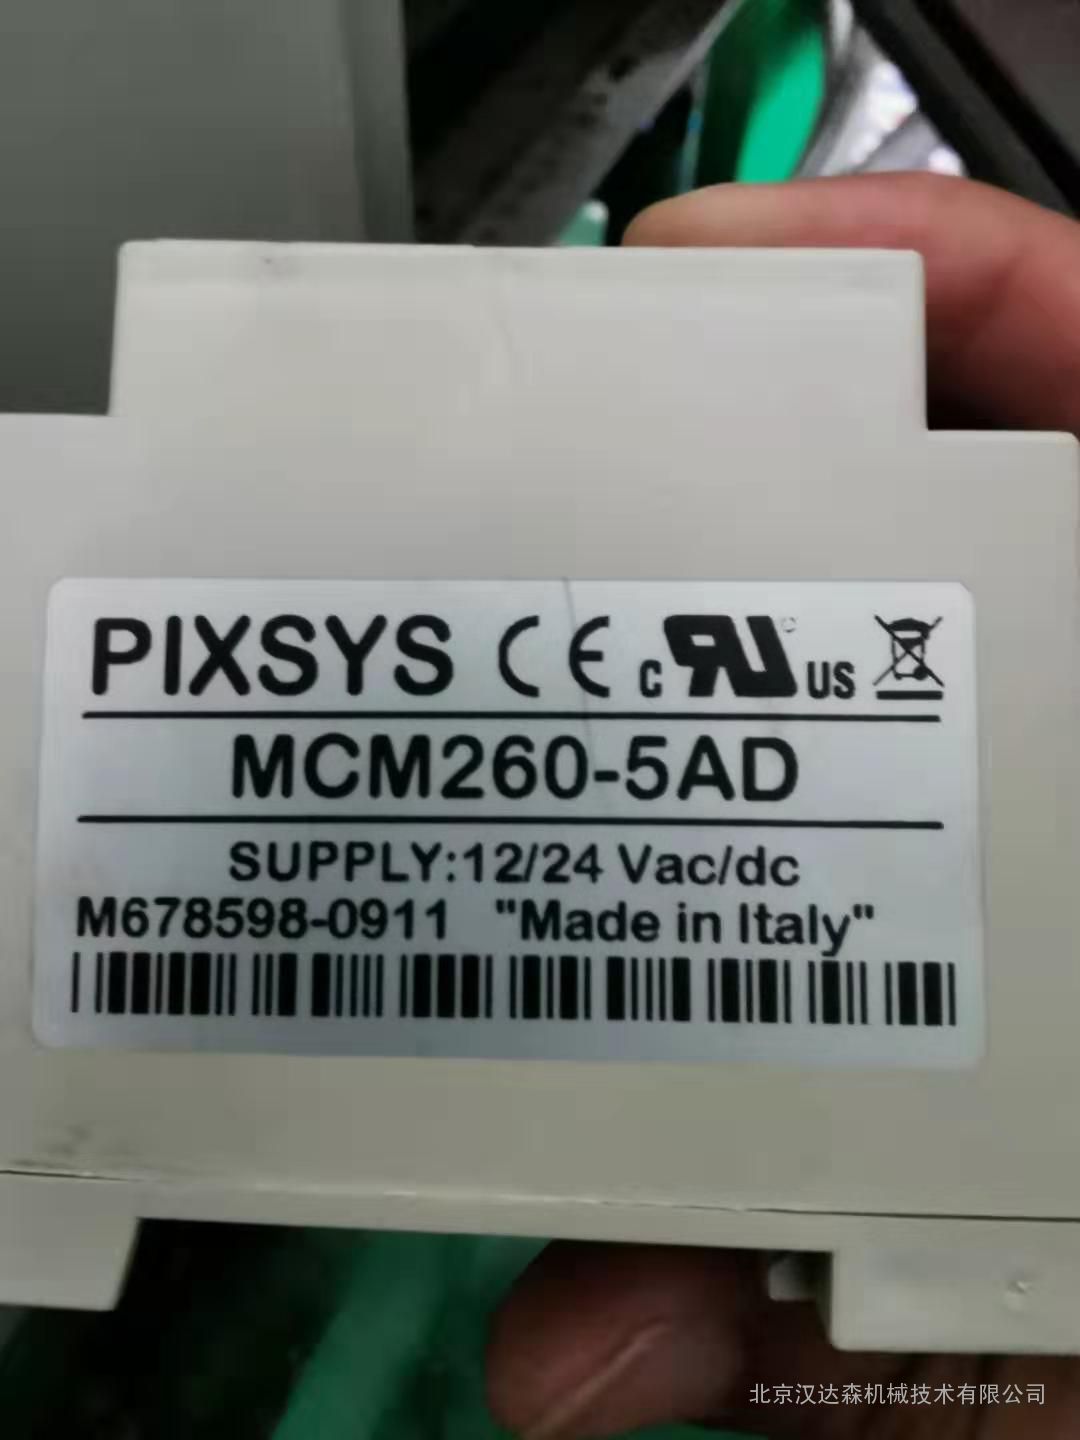 PIXSYS CE c RU US
MCM260-5AD
SUPPLY:12/24 Vac/dc
M678598-0911 "Made in Italy"
北京汉达森机械技术有限公司